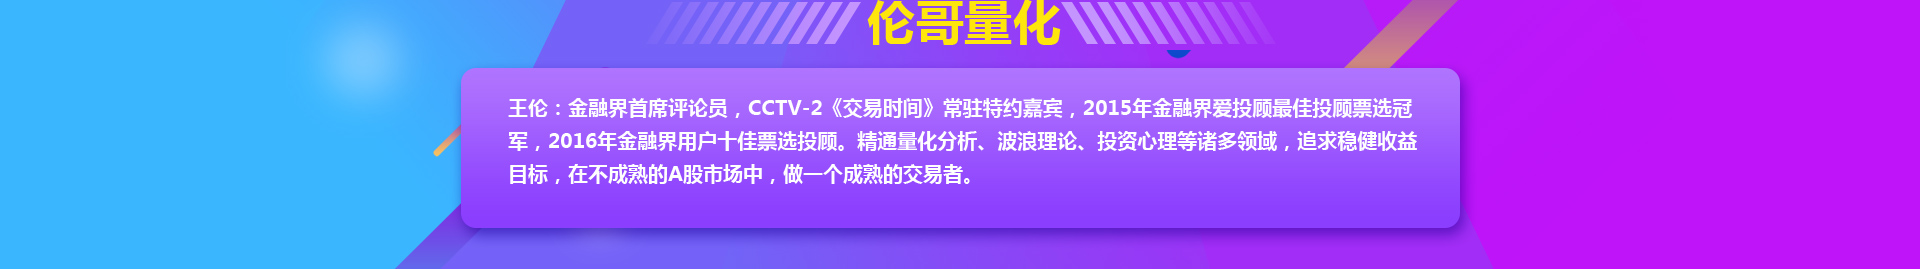 伦哥量化
王伦：金融界首席评论员，CCTV-2《交易时间》常驻特约嘉宾，2015年金融界爱投顾最佳投顾票选冠
军，2016年金融界用户十佳票选投顾。精通量化分析、波浪理论、投资心理等诸多领域，追求稳健收益
目标，在不成熟的A股市场中，做一个成熟的交易者。